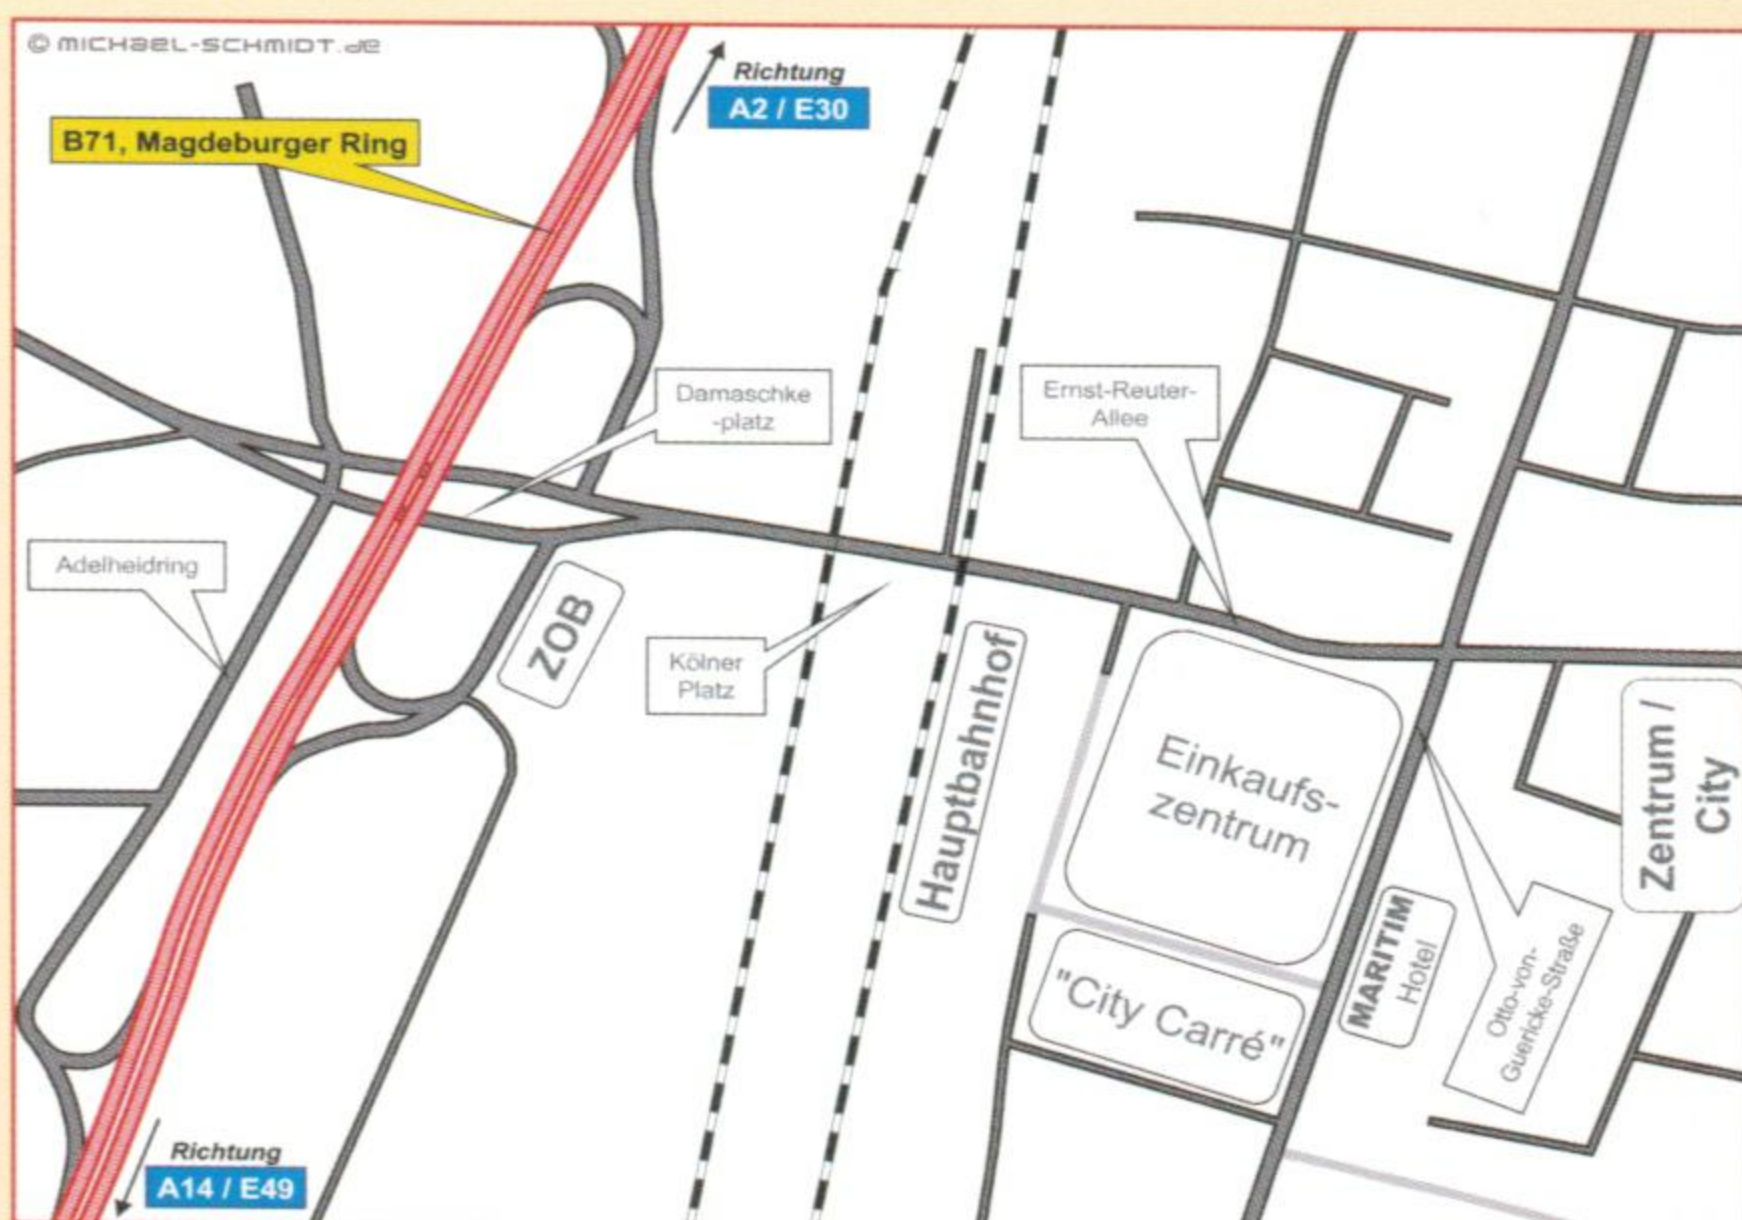 © MICHAEL-SCHMIDT.de
Richtung
A2 / E30
B71, Magdeburger Ring
Damaschke
-platz
Ernst-Reuter-
Allee
Adelheidring
ZOB
Kölner
Platz
Hauptbahnhof
Einkaufs-
zentrum
Zentrum /
City
MARITIM
Hotel
Otto-von-
Guericke-Straße
"City Carré"
Richtung
A14 / E49